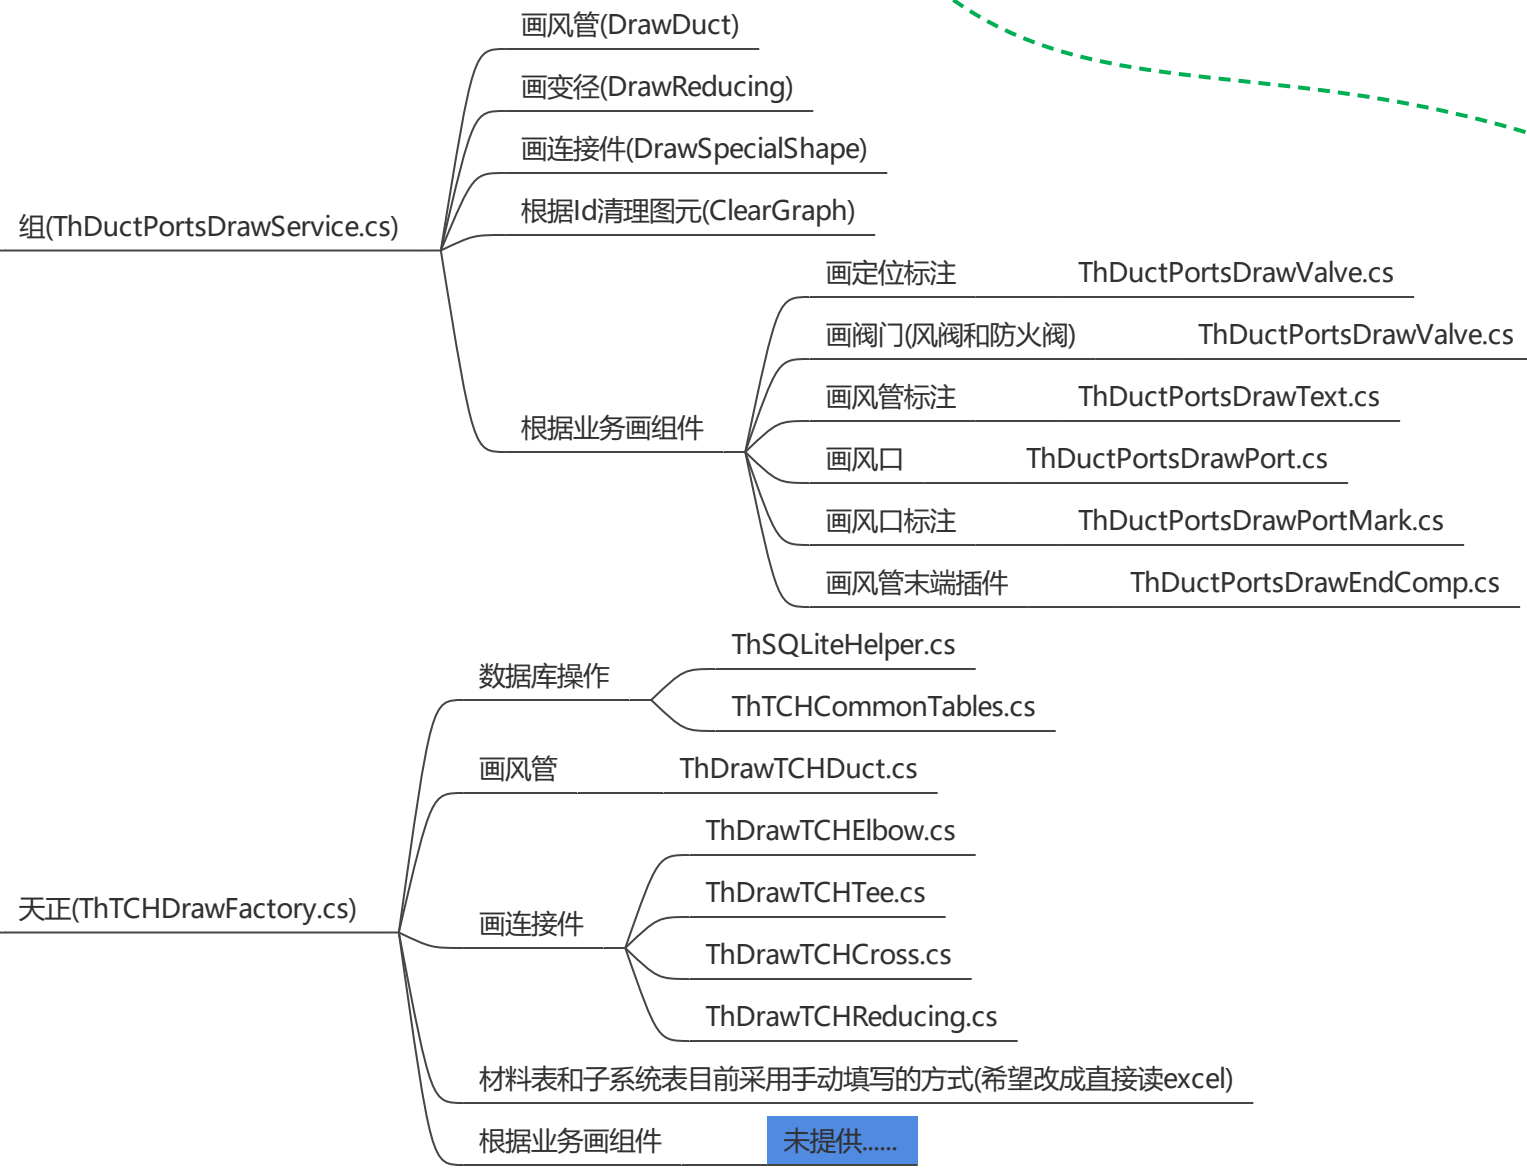 组(ThDuctPortsDrawService.cs)
画风管(DrawDuct)
画变径(DrawReducing)
画连接件(DrawSpecialShape)
根据Id清理图元(ClearGraph)
根据业务画组件
画定位标注 ThDuctPortsDrawValve.cs
画阀门(风阀和防火阀) ThDuctPortsDrawValve.cs
画风管标注 ThDuctPortsDrawText.cs
画风口 ThDuctPortsDrawPort.cs
画风口标注 ThDuctPortsDrawPortMark.cs
画风管末端插件 ThDuctPortsDrawEndComp.cs
天正(ThTCHDrawFactory.cs)
数据库操作
ThSQLiteHelper.cs
ThTCHCommonTables.cs
画风管 ThDrawTCHDuct.cs
画连接件
ThDrawTCHElbow.cs
ThDrawTCHTee.cs
ThDrawTCHCross.cs
ThDrawTCHReducing.cs
材料表和子系统表目前采用手动填写的方式(希望改成直接读excel)
根据业务画组件 未提供......